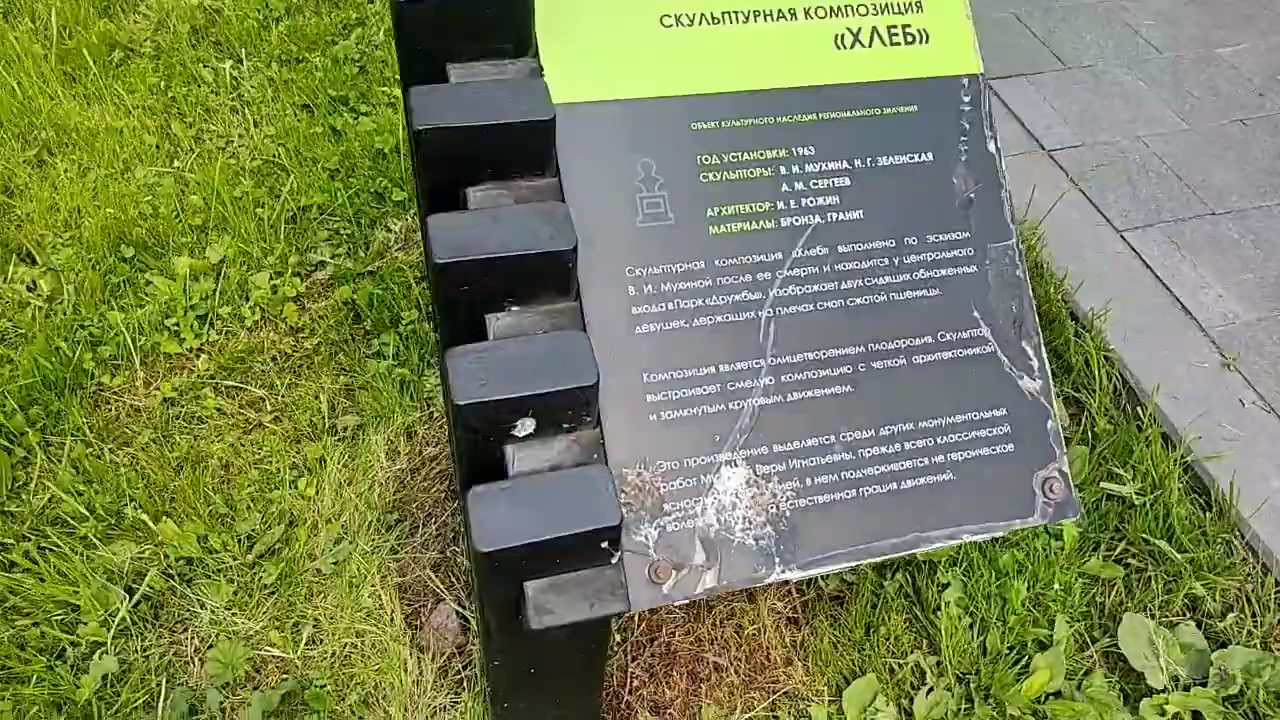 СКУЛЬПТУРНАЯ КОМПОЗИЦИЯ
«ХЛЕБ»
ОБЪЕКТ КУЛЬТУРНОГО НАСЛЕДИЯ РЕГИОНАЛЬНОГО ЗНАЧЕНИЯ
ГОД УСТАНОВКИ: 1963
СКУЛЬПТОРЫ: В. И. МУХИНА, Н. Г. ЗЕЛЕНСКАЯ
А. М. СЕРГЕЕВ
АРХИТЕКТОР: И. Е. РОЖИН
МАТЕРИАЛЫ: БРОНЗА, ГРАНИТ
Скульптурная композиция «Хлеб» выполнена по эскизам
В. И. Мухиной после ее смерти и находится у центрального
входа в Парк «Дружбы». Изображает двух сидящих обнаженных
девушек, держащих на плечах сноп сжатой пшеницы.
Композиция является олицетворением плодородия. Скульптор
выстраивает смелую композицию с четкой архитектоникой
и замкнутым круговым движением.
Это произведение выделяется среди других монументальных
работ Веры Игнатьевны, прежде всего классической
в нем подчеркивается не героическое
естественная грация движений.